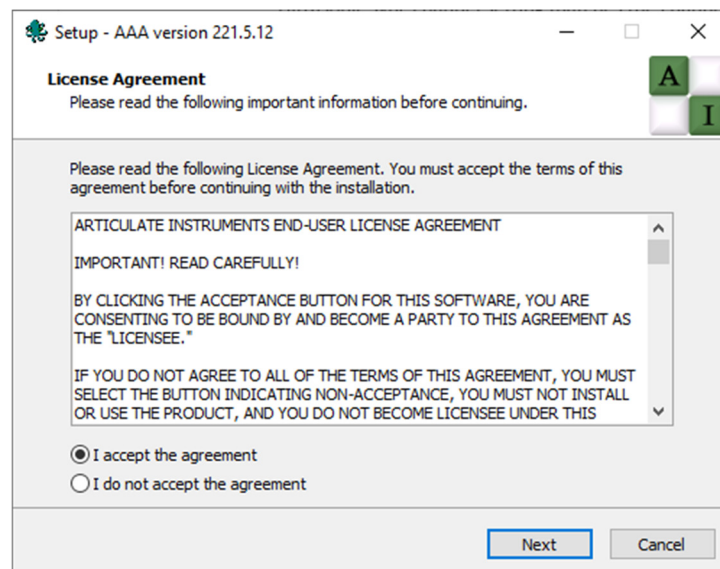 Setup - AAA version 221.5.12
License Agreement
Please read the following important information before continuing.
A
I
Please read the following License Agreement. You must accept the terms of this
agreement before continuing with the installation.
ARTICULATE INSTRUMENTS END-USER LICENSE AGREEMENT
IMPORTANT! READ CAREFULLY!
BY CLICKING THE ACCEPTANCE BUTTON FOR THIS SOFTWARE, YOU ARE
CONSENTING TO BE BOUND BY AND BECOME A PARTY TO THIS AGREEMENT AS
THE "LICENSEE."
IF YOU DO NOT AGREE TO ALL OF THE TERMS OF THIS AGREEMENT, YOU MUST
SELECT THE BUTTON INDICATING NON-ACCEPTANCE, YOU MUST NOT INSTALL
OR USE THE PRODUCT, AND YOU DO NOT BECOME LICENSEE UNDER THIS
I accept the agreement
I do not accept the agreement
Next
Cancel